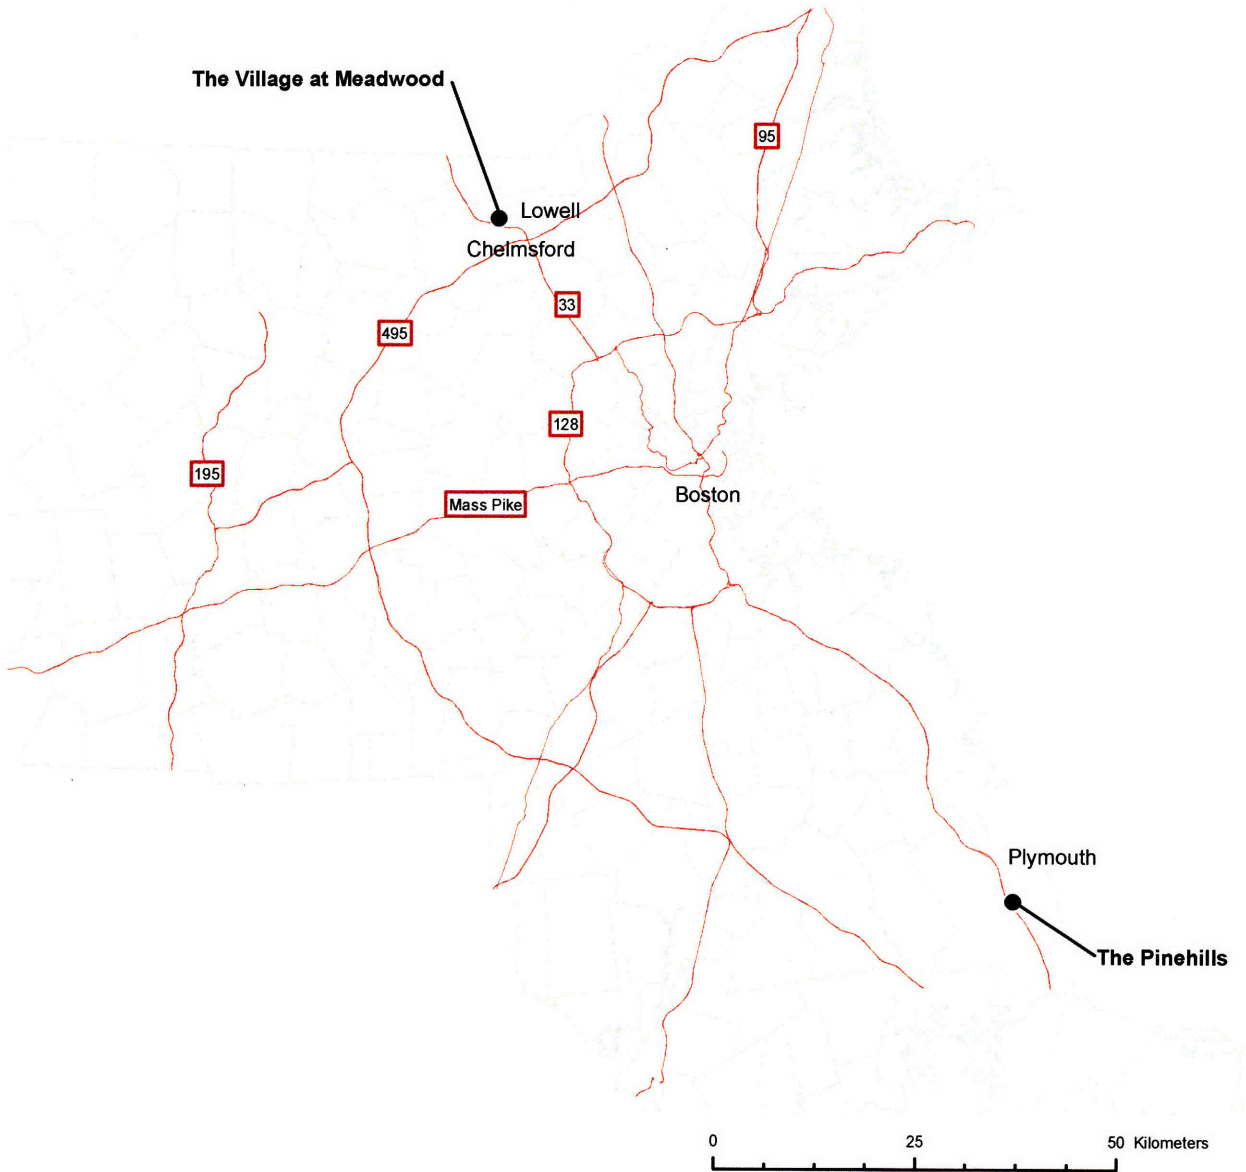 The Village at Meadwood
95
Lowell
Chelmsford
33
495
128
195
Mass Pike
Boston
Plymouth
The Pinehills
0 25 50 Kilometers